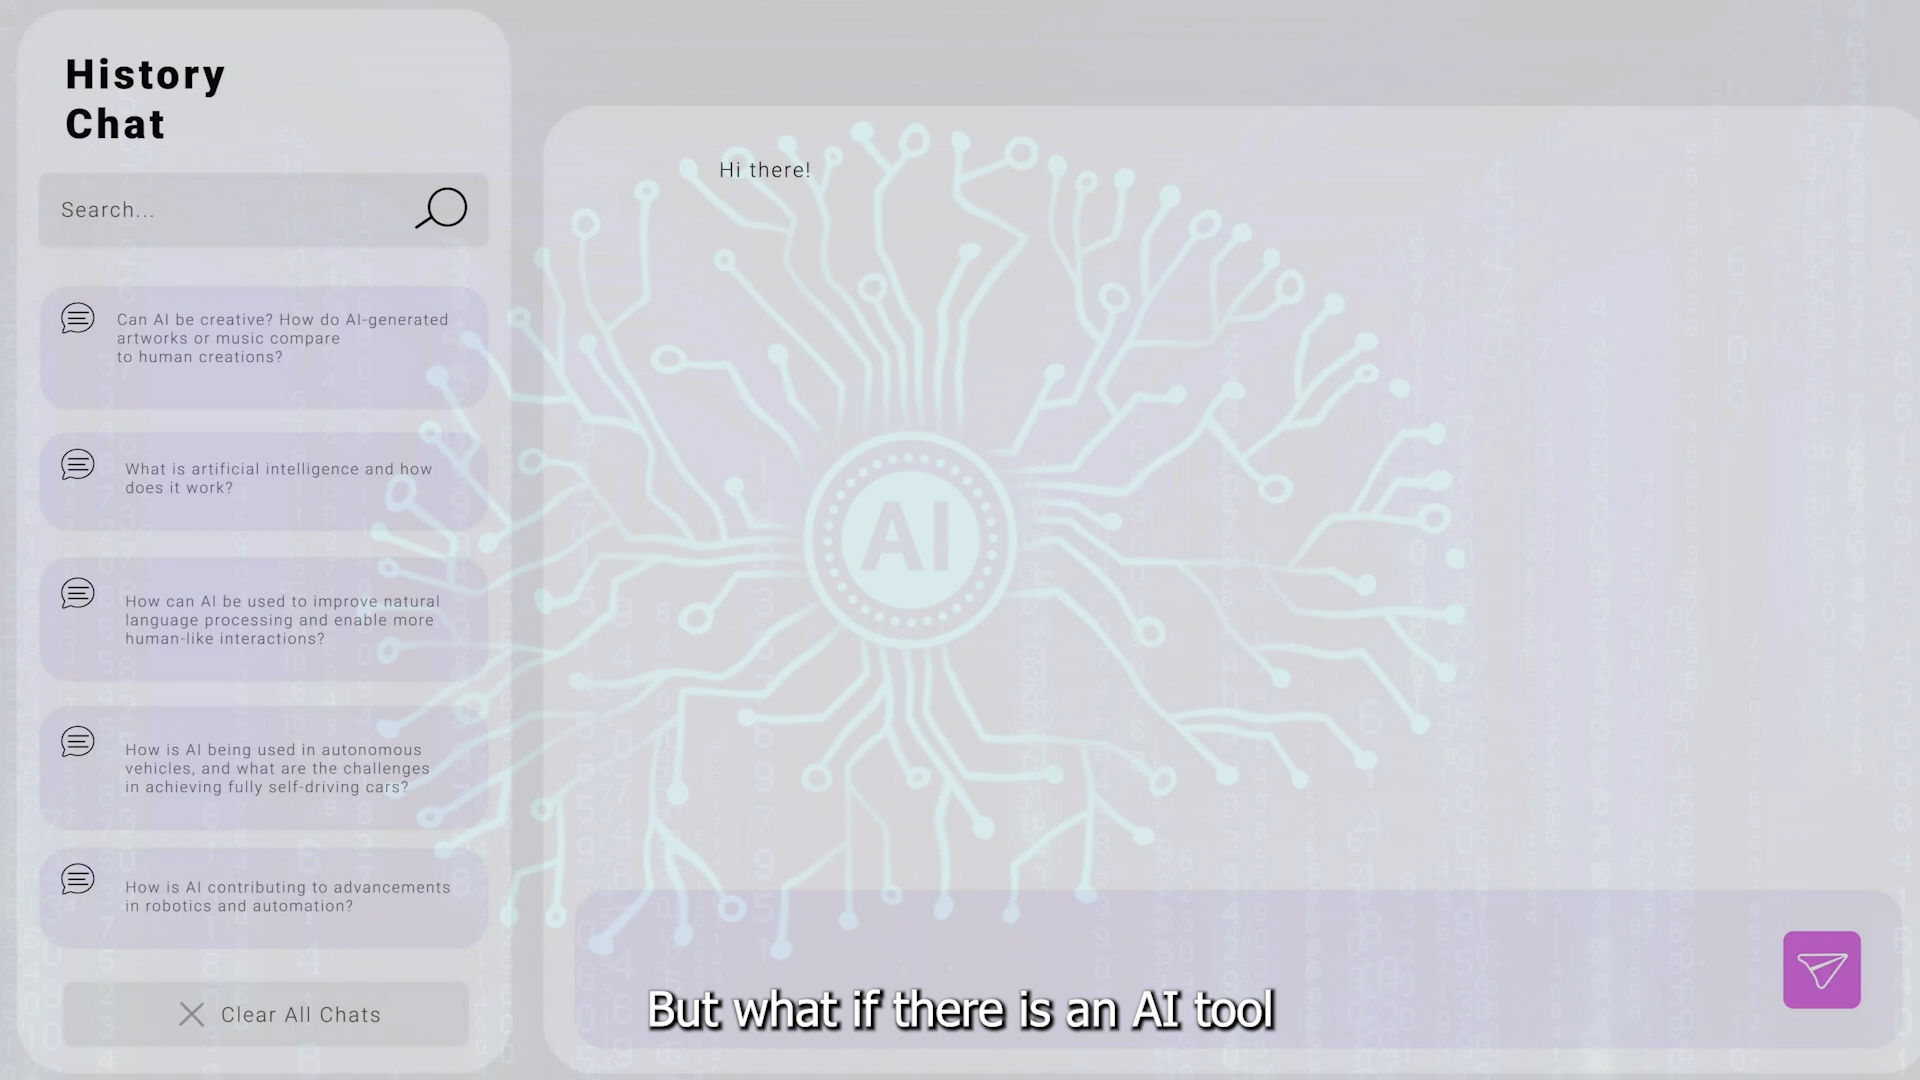 History
Chat
Search...
Can AI be creative? How do AI-generated
artworks or music compare
to human creations?
What is artificial intelligence and how
does it work?
How can AI be used to improve natural
language processing and enable more
human-like interactions?
How is AI being used in autonomous
vehicles, and what are the challenges
in achieving fully self-driving cars?
How is AI contributing to advancements
in robotics and automation?
Clear All Chats
Hi there!
AI
But what if there is an AI tool